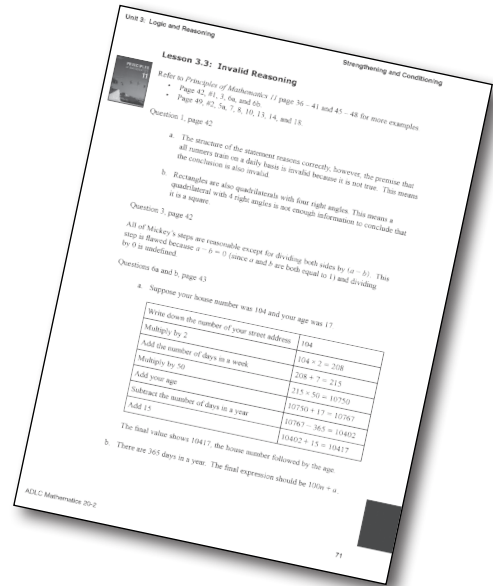 Unit 3: Logic and Reasoning
Strengthening and Conditioning
PRINCIPLES
11
Lesson 3.3: Invalid Reasoning
Refer to Principles of Mathematics 11 page 36 – 41 and 45 – 48 for more examples
• Page 42, #1, 3, 6a, and 6b
• Page 49, #2, 5a, 7, 8, 10, 13, 14, and 18
Question 1, page 42
a. The structure of the statement reasons correctly, however, the premise that
all runners train on a daily basis is invalid because it is not true. This means
the conclusion is also invalid.
b. Rectangles are also quadrilaterals with four right angles. This means a
quadrilateral with 4 right angles is not enough information to conclude that
it is a square.
Question 3, page 42
All of Mickey's steps are reasonable except for dividing both sides by (a – b). This
step is flawed because a – b = 0 (since a and b are both equal to 1) and dividing
by 0 is undefined.
Questions 6a and b, page 43
a. Suppose your house number was 104 and your age was 17.
Write down the number of your street address 104
Multiply by 2 104 × 2 = 208
Add the number of days in a week 208 + 7 = 215
Multiply by 50 215 × 50 = 10750
Add your age 10750 + 17 = 10767
Subtract the number of days in a year 10767 – 365 = 10402
Add 15 10402 + 15 = 10417
The final value shows 10417, the house number followed by the age.
b. There are 365 days in a year. The final expression should be 100n + a.
ADLC Mathematics 20-2
71